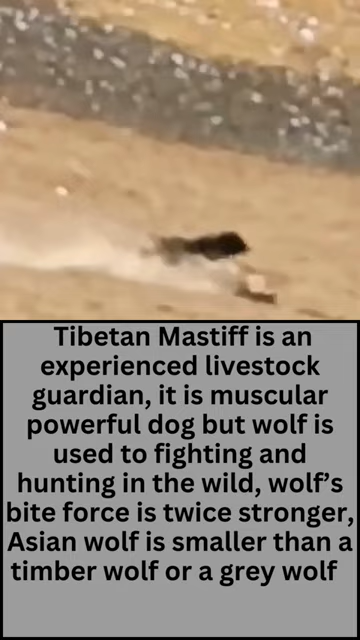 Tibetan Mastiff is an
experienced livestock
guardian, it is muscular
powerful dog but wolf is
used to fighting and
hunting in the wild, wolf’s
bite force is twice stronger,
Asian wolf is smaller than a
timber wolf or a grey wolf